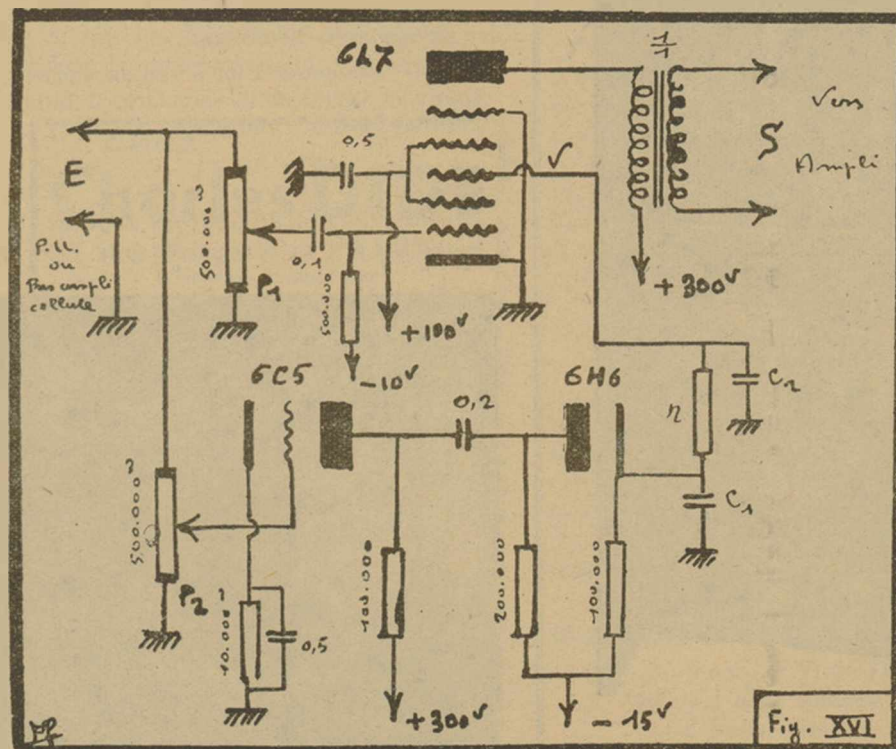 6L7
1/1
Vers
Ampli
S
E
P.U.
ou
Pas ampli
cellule
500.000
P1
0,5
0,1
500.000
V
+100v
-10v
+300v
6C5
6H6
0,2
r
C2
C1
500.000
P2
10.000
0,5
100.000
200.000
100.000
+300v
-15v
Fig. XVI